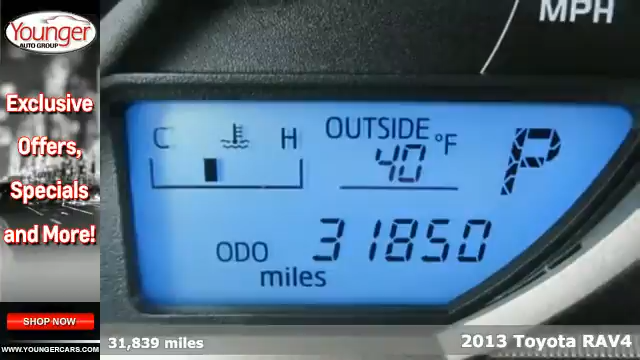 Younger
AUTO GROUP
Exclusive
Offers,
Specials
and More!
SHOP NOW
WWW.YOUNGERCARS.COM
MPH
C H
OUTSIDE
40 °F
P
ODO 31850
miles
31,839 miles
2013 Toyota RAV4